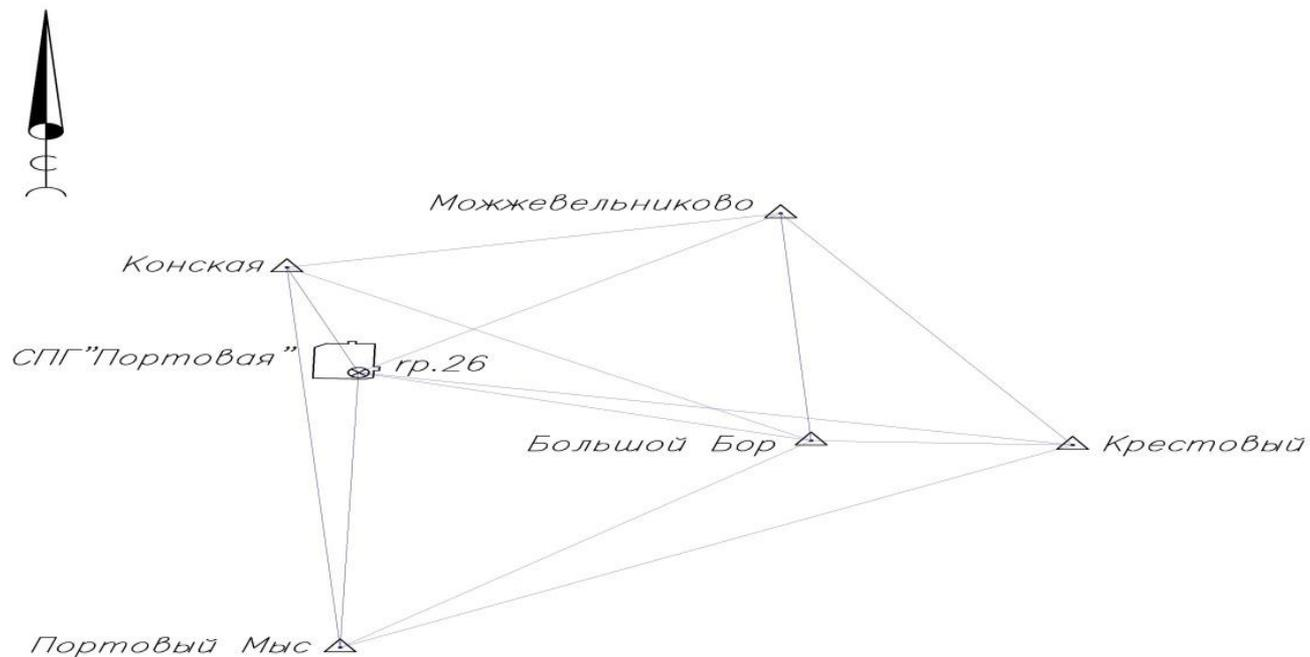 С
Можжевельниково
Конская
СПГ"Портовая"
гр.26
Большой Бор
Крестовый
Портовый Мыс